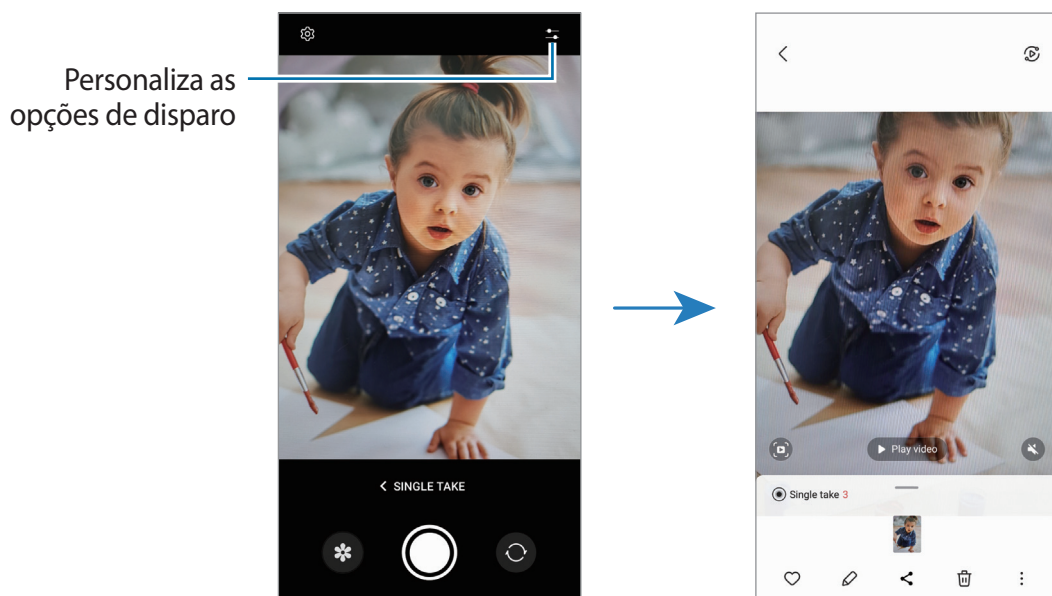 Personaliza as
opções de disparo
SINGLE TAKE
Play video
Single take 3